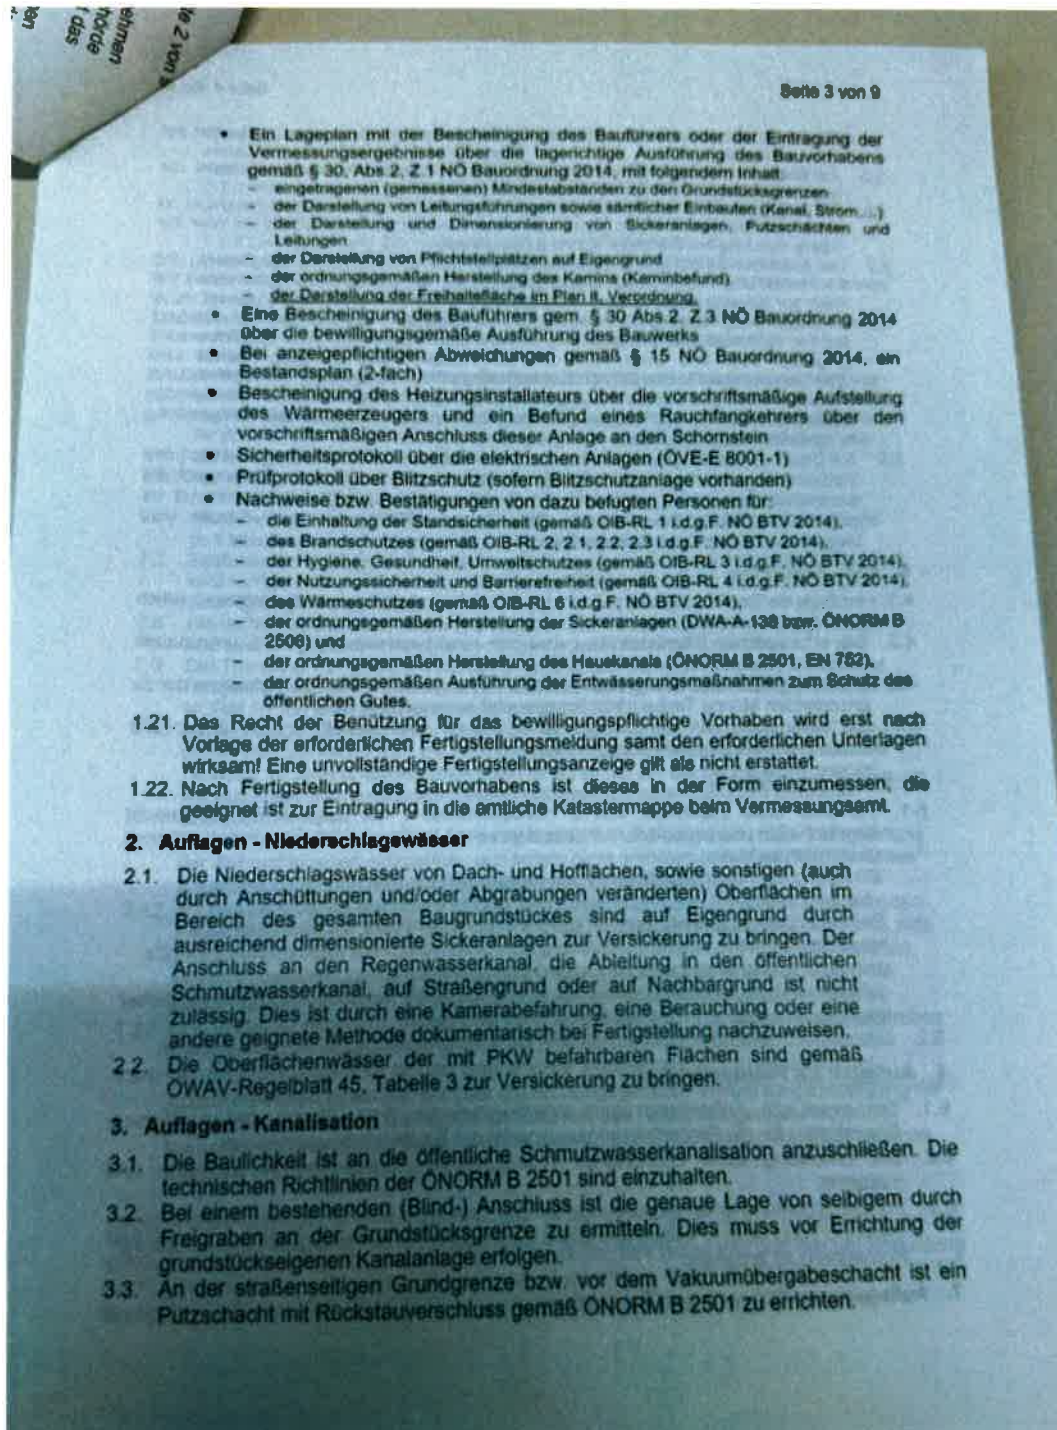 te 2 von
ehmen
hörde
t das
en
Seite 3 von 9
• Ein Lageplan mit der Bescheinigung des Bauführers oder der Eintragung der
Vermessungsergebnisse über die lagerichtige Ausführung des Bauvorhabens
gemäß § 30, Abs 2, Z 1 NÖ Bauordnung 2014, mit folgendem Inhalt:
- eingetragenen (gemessenen) Mindestabständen zu den Grundstücksgrenzen
- der Darstellung von Leitungsführungen sowie sämtlicher Einbauten (Kanal, Strom....)
- der Darstellung und Dimensionierung von Sickeranlagen, Putzschächten und
Leitungen
- der Darstellung von Pflichtstellplätzen auf Eigengrund
- der ordnungsgemäßen Herstellung des Kamins (Kaminbefund)
- der Darstellung der Freihaltefläche im Plan lt. Verordnung.
• Eine Bescheinigung des Bauführers gem. § 30 Abs 2. Z 3 NÖ Bauordnung 2014
über die bewilligungsgemäße Ausführung des Bauwerks
• Bei anzeigepflichtigen Abweichungen gemäß § 15 NÖ Bauordnung 2014, ein
Bestandsplan (2-fach)
• Bescheinigung des Heizungsinstallateurs über die vorschriftsmäßige Aufstellung
des Wärmeerzeugers und ein Befund eines Rauchfangkehrers über den
vorschriftsmäßigen Anschluss dieser Anlage an den Schornstein
• Sicherheitsprotokoll über die elektrischen Anlagen (ÖVE-E 8001-1)
• Prüfprotokoll über Blitzschutz (sofern Blitzschutzanlage vorhanden)
• Nachweise bzw. Bestätigungen von dazu befugten Personen für:
- die Einhaltung der Standsicherheit (gemäß OIB-RL 1 i.d.g.F. NÖ BTV 2014),
- des Brandschutzes (gemäß OIB-RL 2, 2.1, 2.2, 2.3 i.d.g.F. NÖ BTV 2014),
- der Hygiene, Gesundheit, Umweltschutzes (gemäß OIB-RL 3 i.d.g.F. NÖ BTV 2014),
- der Nutzungssicherheit und Barrierefreiheit (gemäß OIB-RL 4 i.d.g.F. NÖ BTV 2014),
- des Wärmeschutzes (gemäß OIB-RL 6 i.d.g.F. NÖ BTV 2014),
- der ordnungsgemäßen Herstellung der Sickeranlagen (DWA-A-138 bzw. ÖNORM B
2506) und
- der ordnungsgemäßen Herstellung des Hauskanals (ÖNORM B 2501, EN 752),
- der ordnungsgemäßen Ausführung der Entwässerungsmaßnahmen zum Schutz des
öffentlichen Gutes.
1.21. Das Recht der Benützung für das bewilligungspflichtige Vorhaben wird erst nach
Vorlage der erforderlichen Fertigstellungsmeldung samt den erforderlichen Unterlagen
wirksam! Eine unvollständige Fertigstellungsanzeige gilt als nicht erstattet.
1.22. Nach Fertigstellung des Bauvorhabens ist dieses in der Form einzumessen, die
geeignet ist zur Eintragung in die amtliche Katastermappe beim Vermessungsamt.
2. Auflagen - Niederschlagswässer
2.1. Die Niederschlagswässer von Dach- und Hofflächen, sowie sonstigen (auch
durch Anschüttungen und/oder Abgrabungen veränderten) Oberflächen im
Bereich des gesamten Baugrundstückes sind auf Eigengrund durch
ausreichend dimensionierte Sickeranlagen zur Versickerung zu bringen. Der
Anschluss an den Regenwasserkanal, die Ableitung in den öffentlichen
Schmutzwasserkanal, auf Straßengrund oder auf Nachbargrund ist nicht
zulässig. Dies ist durch eine Kamerabefahrung, eine Berauchung oder eine
andere geignete Methode dokumentarisch bei Fertigstellung nachzuweisen.
2.2. Die Oberflächenwässer der mit PKW befahrbaren Flächen sind gemäß
ÖWAV-Regelblatt 45, Tabelle 3 zur Versickerung zu bringen.
3. Auflagen - Kanalisation
3.1. Die Baulichkeit ist an die öffentliche Schmutzwasserkanalisation anzuschließen. Die
technischen Richtlinien der ÖNORM B 2501 sind einzuhalten.
3.2. Bei einem bestehenden (Blind-) Anschluss ist die genaue Lage von selbigem durch
Freigraben an der Grundstücksgrenze zu ermitteln. Dies muss vor Errichtung der
grundstückseigenen Kanalanlage erfolgen.
3.3. An der straßenseitigen Grundgrenze bzw. vor dem Vakuumübergabeschacht ist ein
Putzschacht mit Rückstauverschluss gemäß ÖNORM B 2501 zu errichten.